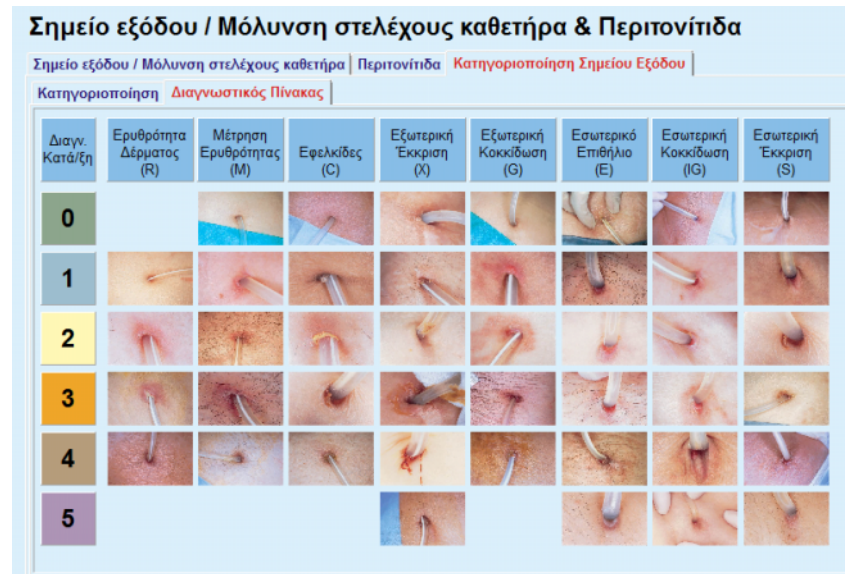 Σημείο εξόδου / Μόλυνση στελέχους καθετήρα & Περιτονίτιδα
Σημείο εξόδου / Μόλυνση στελέχους καθετήρα Περιτονίτιδα Κατηγοριοποίηση Σημείου Εξόδου
Κατηγοριοποίηση Διαγνωστικός Πίνακας
Διαγν.
Κατά/ξη
Ερυθρότητα
Δέρματος
(R)
Μέτρηση
Ερυθρότητας
(M)
Εφελκίδες
(C)
Εξωτερική
Έκκριση
(X)
Εξωτερική
Κοκκίδωση
(G)
Εσωτερικό
Επιθήλιο
(E)
Εσωτερική
Κοκκίδωση
(IG)
Εσωτερική
Έκκριση
(S)
0
1
2
3
4
5